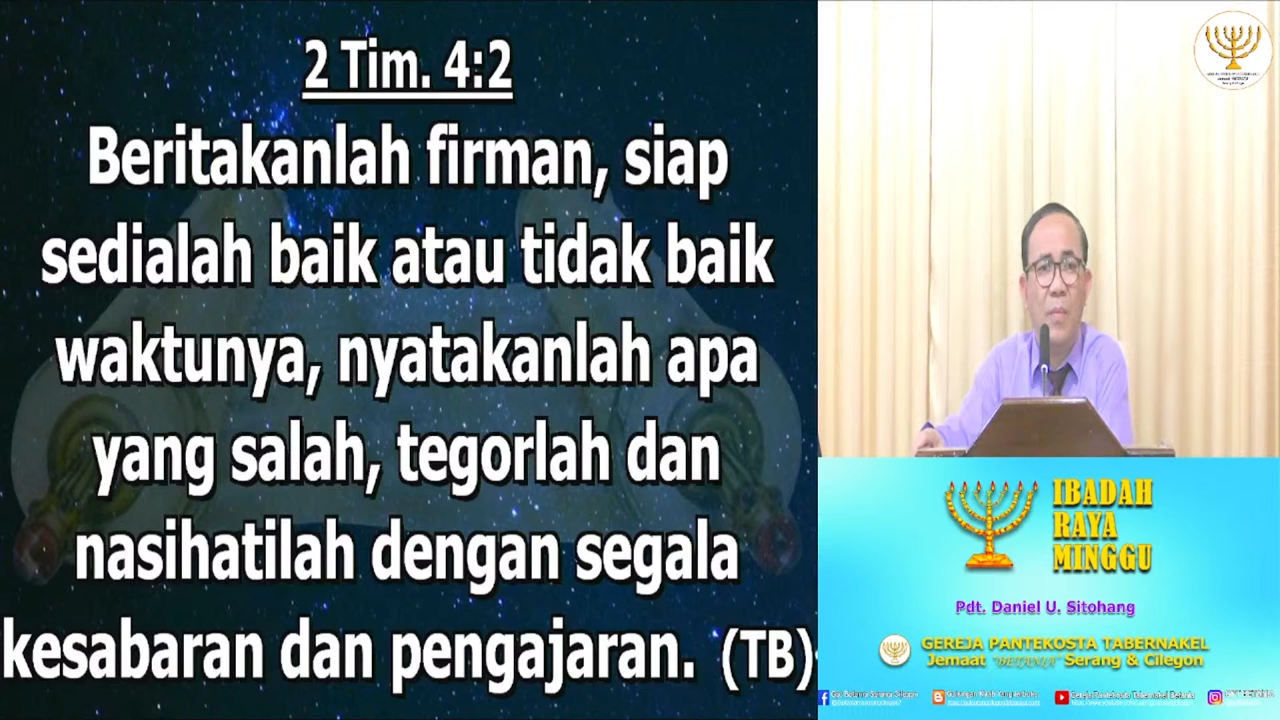 2 Tim. 4:2
Beritakanlah firman, siap
sedialah baik atau tidak baik
waktunya, nyatakanlah apa
yang salah, tegorlah dan
nasihatilah dengan segala
kesabaran dan pengajaran. (TB)
IBADAH
RAYA
MINGGU
Pdt. Daniel U. Sitohang
GEREJA PANTEKOSTA TABERNAKEL
Jemaat "BETANIA" Serang & Cilegon